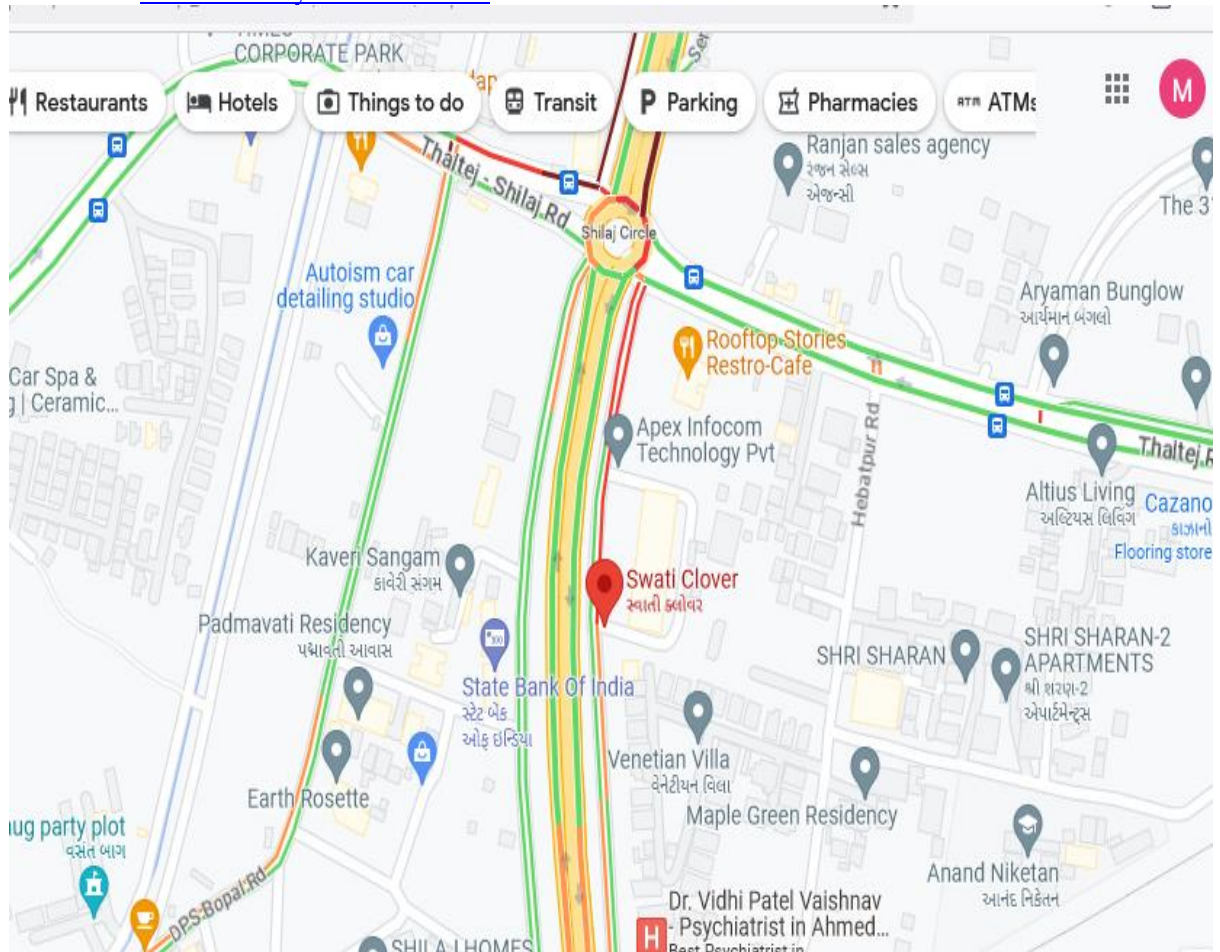 CORPORATE PARK
Restaurants
Hotels
Things to do
Transit
P Parking
Pharmacies
ATM ATMs
M
Ser
Ranjan sales agency
રંજન સેલ્સ
એજન્સી
The 31
Thaltej - Shilaj Rd
Shilaj Circle
Autoism car
detailing studio
Aryaman Bunglow
આર્યમાન બંગલો
Rooftop Stories
Restro-Cafe
Car Spa &
g | Ceramic...
Apex Infocom
Technology Pvt
Hebatpur Rd
Thaltej R
Altius Living
અલ્ટિયસ લિવિંગ
Cazano
કાઝાનો
Flooring store
Kaveri Sangam
કાવેરી સંગમ
Swati Clover
સ્વાતી ક્લોવર
Padmavati Residency
પદ્માવતી આવાસ
SHRI SHARAN
SHRI SHARAN-2
APARTMENTS
શ્રી શરણ-2
એપાર્ટમેન્ટ્સ
State Bank Of India
સ્ટેટ બેંક
ઓફ ઇન્ડિયા
Venetian Villa
વેનેટીયન વિલા
Earth Rosette
Maple Green Residency
ug party plot
વસંત બાગ
Anand Niketan
આનંદ નિકેતન
DPS-Bopal Rd
Dr. Vidhi Patel Vaishnav
- Psychiatrist in Ahmed...
H
Best Psychiatrist in
SHILAJ HOMES